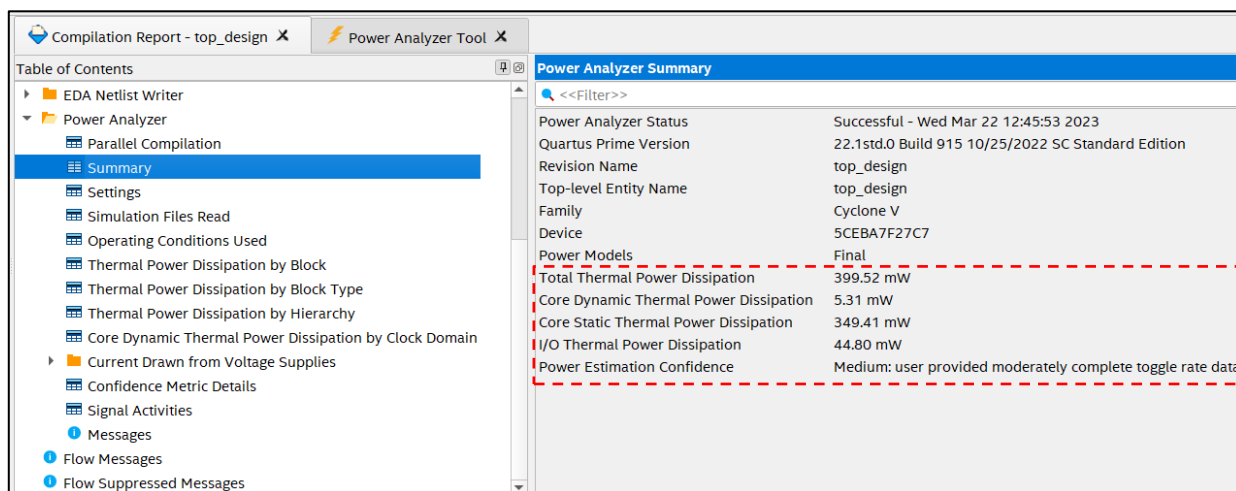 Compilation Report - top_design X
Power Analyzer Tool X
Table of Contents
EDA Netlist Writer
Power Analyzer
Parallel Compilation
Summary
Settings
Simulation Files Read
Operating Conditions Used
Thermal Power Dissipation by Block
Thermal Power Dissipation by Block Type
Thermal Power Dissipation by Hierarchy
Core Dynamic Thermal Power Dissipation by Clock Domain
Current Drawn from Voltage Supplies
Confidence Metric Details
Signal Activities
Messages
Flow Messages
Flow Suppressed Messages
Power Analyzer Summary
<<Filter>>
Power Analyzer Status Successful - Wed Mar 22 12:45:53 2023
Quartus Prime Version 22.1std.0 Build 915 10/25/2022 SC Standard Edition
Revision Name top_design
Top-level Entity Name top_design
Family Cyclone V
Device 5CEBA7F27C7
Power Models Final
Total Thermal Power Dissipation 399.52 mW
Core Dynamic Thermal Power Dissipation 5.31 mW
Core Static Thermal Power Dissipation 349.41 mW
I/O Thermal Power Dissipation 44.80 mW
Power Estimation Confidence Medium: user provided moderately complete toggle rate data